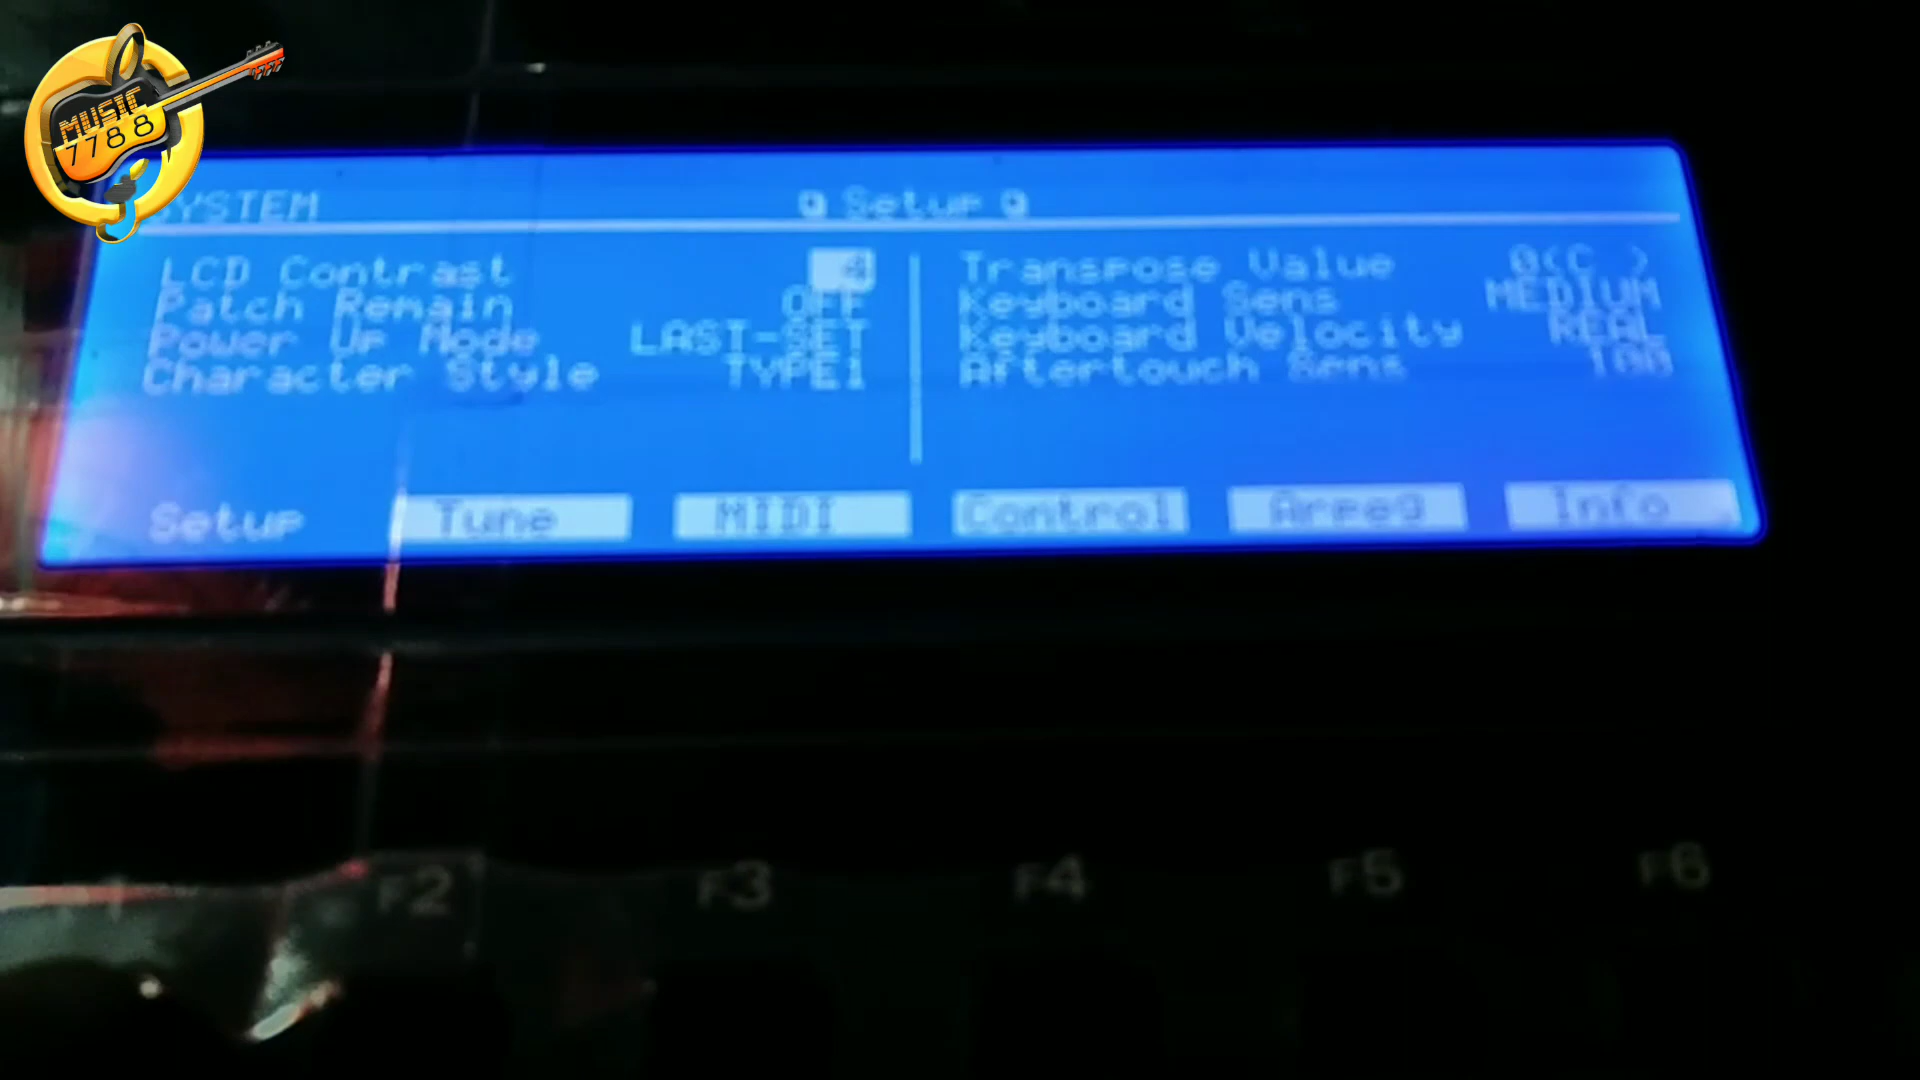 MUSIC
7788
SYSTEM Setup
LCD Contrast 4
Patch Remain OFF
Power Up Mode LAST-SET
Character Style TYPE1
Transpose Value 0(C )
Keyboard Sens MEDIUM
Keyboard Velocity REAL
Aftertouch Sens 100
Setup Tune MIDI Control Arpeg Info
F2 F3 F4 F5 F6